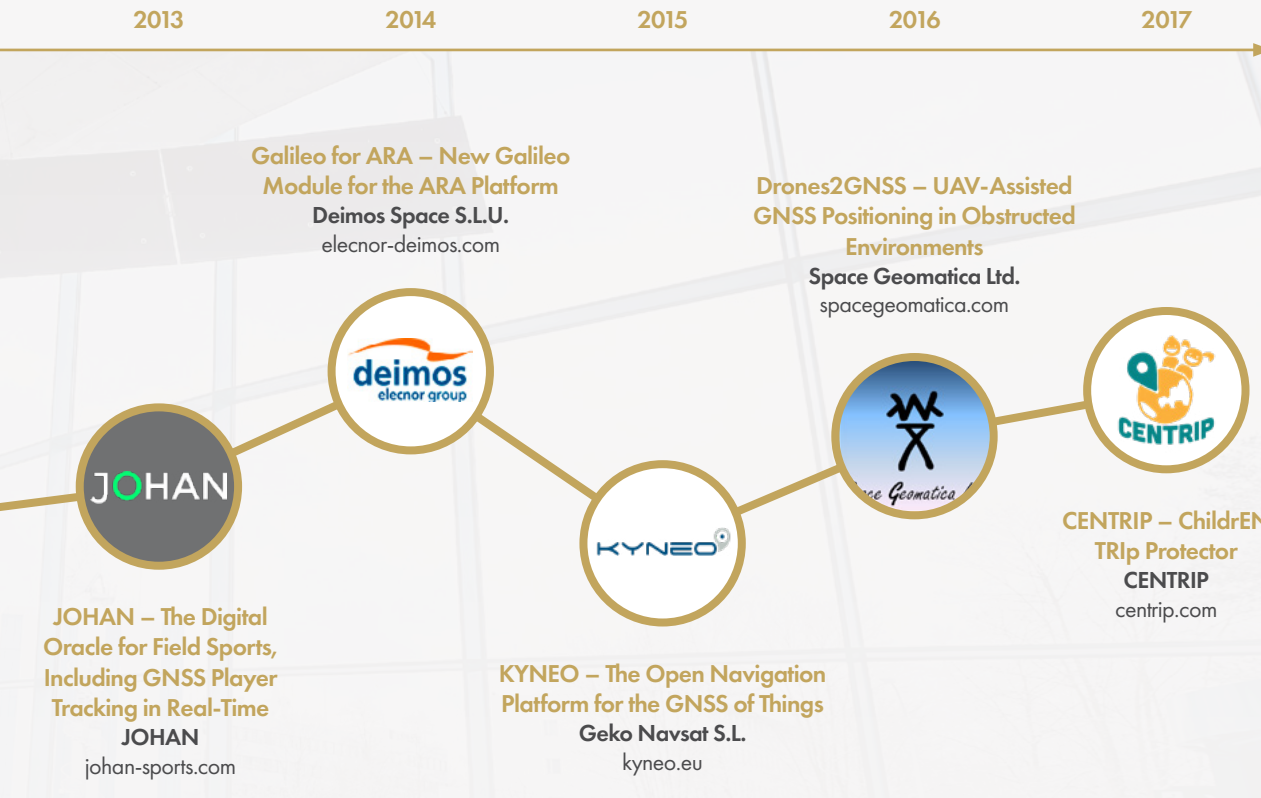 2013
2014
2015
2016
2017
Galileo for ARA – New Galileo
Module for the ARA Platform
Deimos Space S.L.U.
elecnor-deimos.com
Drones2GNSS – UAV-Assisted
GNSS Positioning in Obstructed
Environments
Space Geomatica Ltd.
spacegeomatica.com
deimos
elecnor group
CENTRIP
JOHAN
Geomatica
KYNEO
CENTRIP – ChildrEN
TRIp Protector
CENTRIP
centrip.com
JOHAN – The Digital
Oracle for Field Sports,
Including GNSS Player
Tracking in Real-Time
JOHAN
johan-sports.com
KYNEO – The Open Navigation
Platform for the GNSS of Things
Geko Navsat S.L.
kyneo.eu